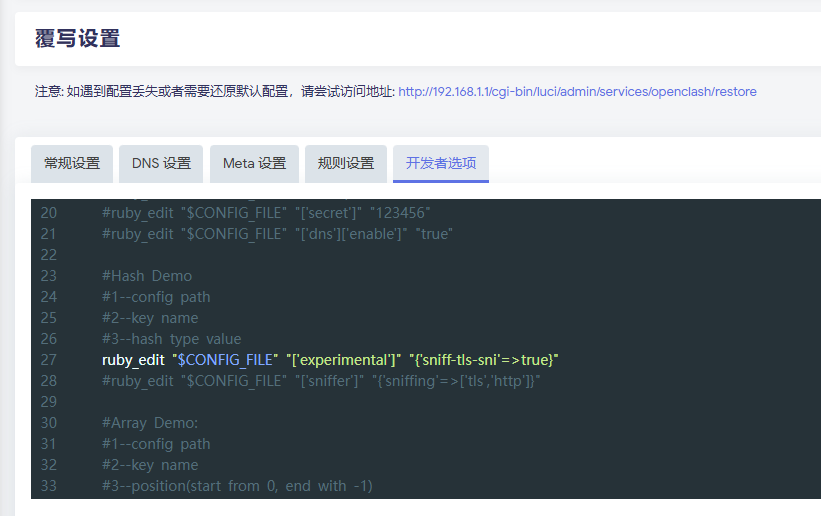 覆写设置
注意: 如遇到配置丢失或者需要还原默认配置，请尝试访问地址: http://192.168.1.1/cgi-bin/luci/admin/services/openclash/restore
常规设置 DNS 设置 Meta 设置 规则设置 开发者选项
20 #ruby_edit "$CONFIG_FILE" "['secret']" "123456"
21 #ruby_edit "$CONFIG_FILE" "['dns']['enable']" "true"
22
23 #Hash Demo
24 #1--config path
25 #2--key name
26 #3--hash type value
27 ruby_edit "$CONFIG_FILE" "['experimental']" "{'sniff-tls-sni'=>true}"
28 #ruby_edit "$CONFIG_FILE" "['sniffer']" "{'sniffing'=>['tls','http']}"
29
30 #Array Demo:
31 #1--config path
32 #2--key name
33 #3--position(start from 0, end with -1)